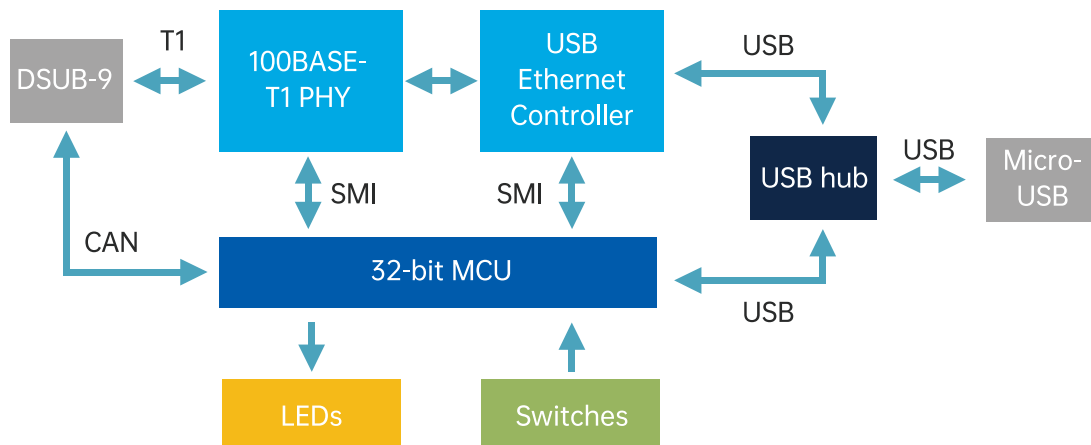 T1
DSUB-9
100BASE-
T1 PHY
USB
Ethernet
Controller
USB
USB hub
USB
Micro-
USB
SMI
SMI
CAN
32-bit MCU
USB
LEDs
Switches